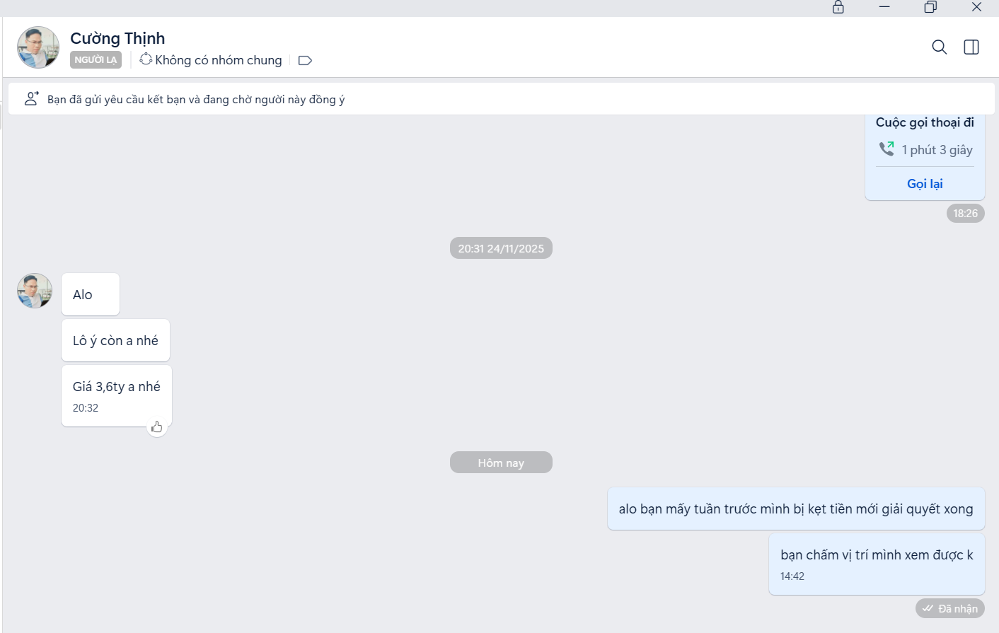 Cường Thịnh
NGƯỜI LẠ
Không có nhóm chung
Bạn đã gửi yêu cầu kết bạn và đang chờ người này đồng ý
Cuộc gọi thoại đi
1 phút 3 giây
Gọi lại
18:26
20:31 24/11/2025
Alo
Lô ý còn a nhé
Giá 3,6ty a nhé
20:32
Hôm nay
alo bạn mấy tuần trước mình bị kẹt tiền mới giải quyết xong
bạn chấm vị trí mình xem được k
14:42
Đã nhận